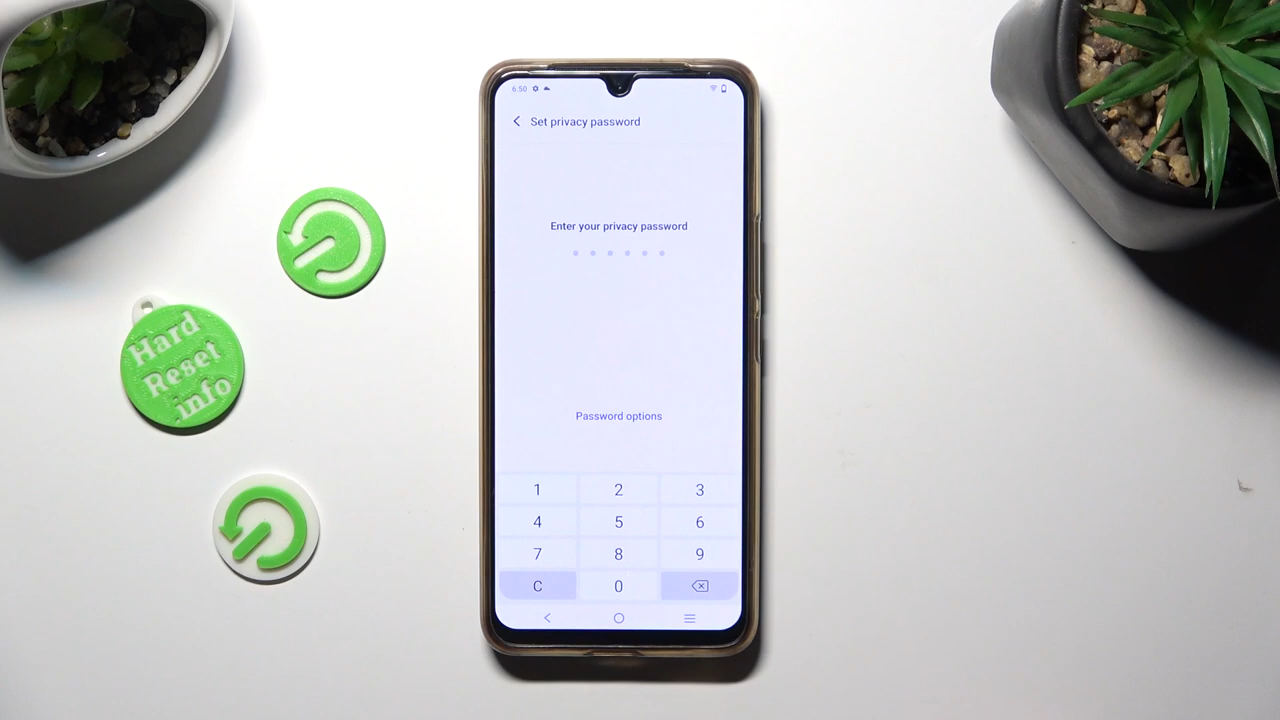 6:50
Set privacy password
Enter your privacy password
Password options
1 2 3
4 5 6
7 8 9
C 0
Hard
Reset
.info